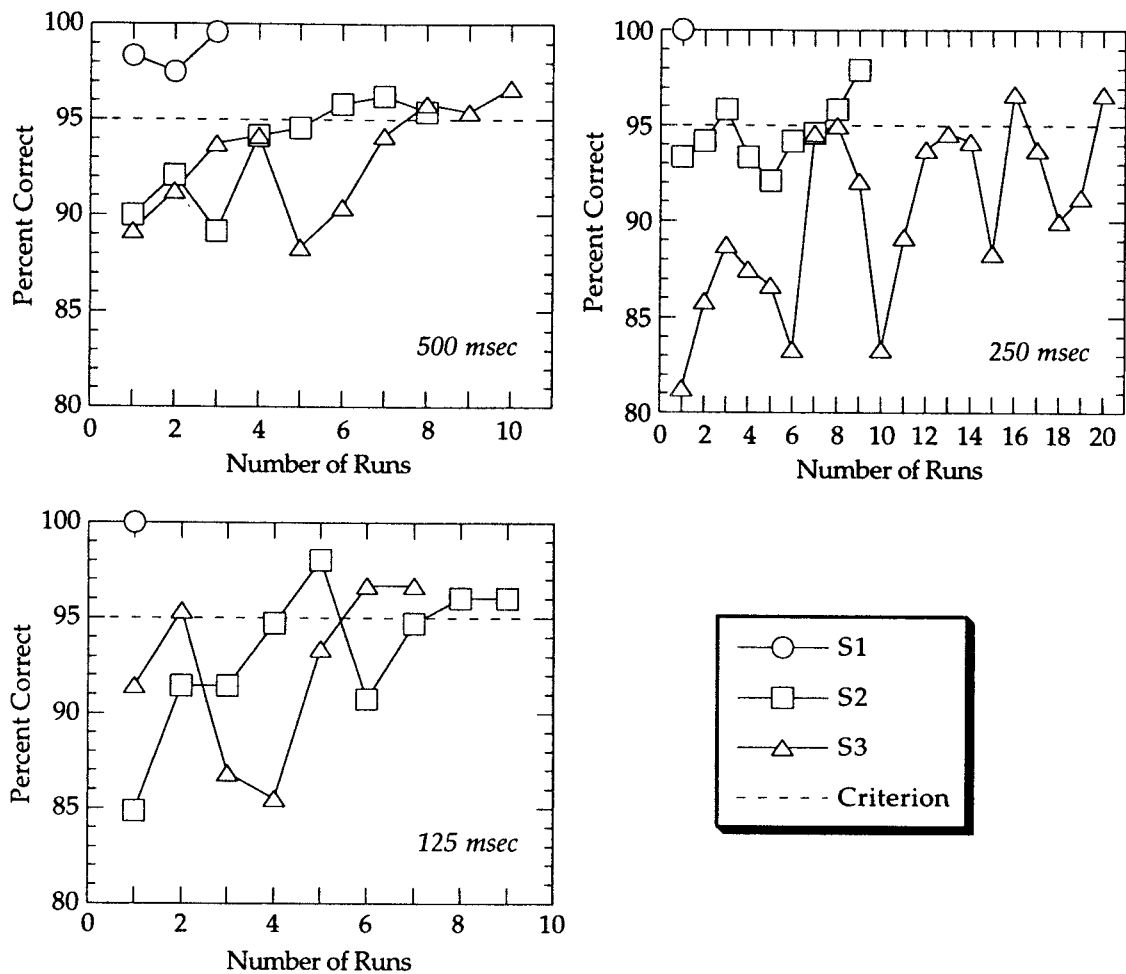 100
95
90
85
80
Percent Correct
500 msec
0 2 4 6 8 10
Number of Runs
100
95
90
85
80
Percent Correct
250 msec
0 2 4 6 8 10 12 14 16 18 20
Number of Runs
100
95
90
85
80
Percent Correct
125 msec
0 2 4 6 8 10
Number of Runs
S1
S2
S3
Criterion